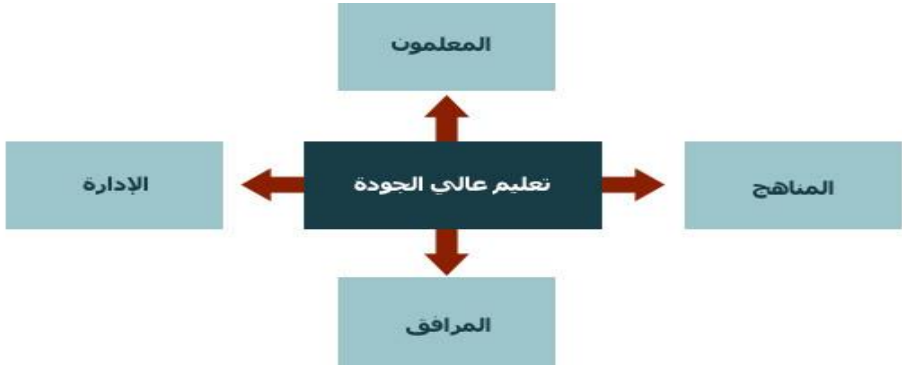 المعلمون
المناهج
تعليم عالي الجودة
الإدارة
المرافق